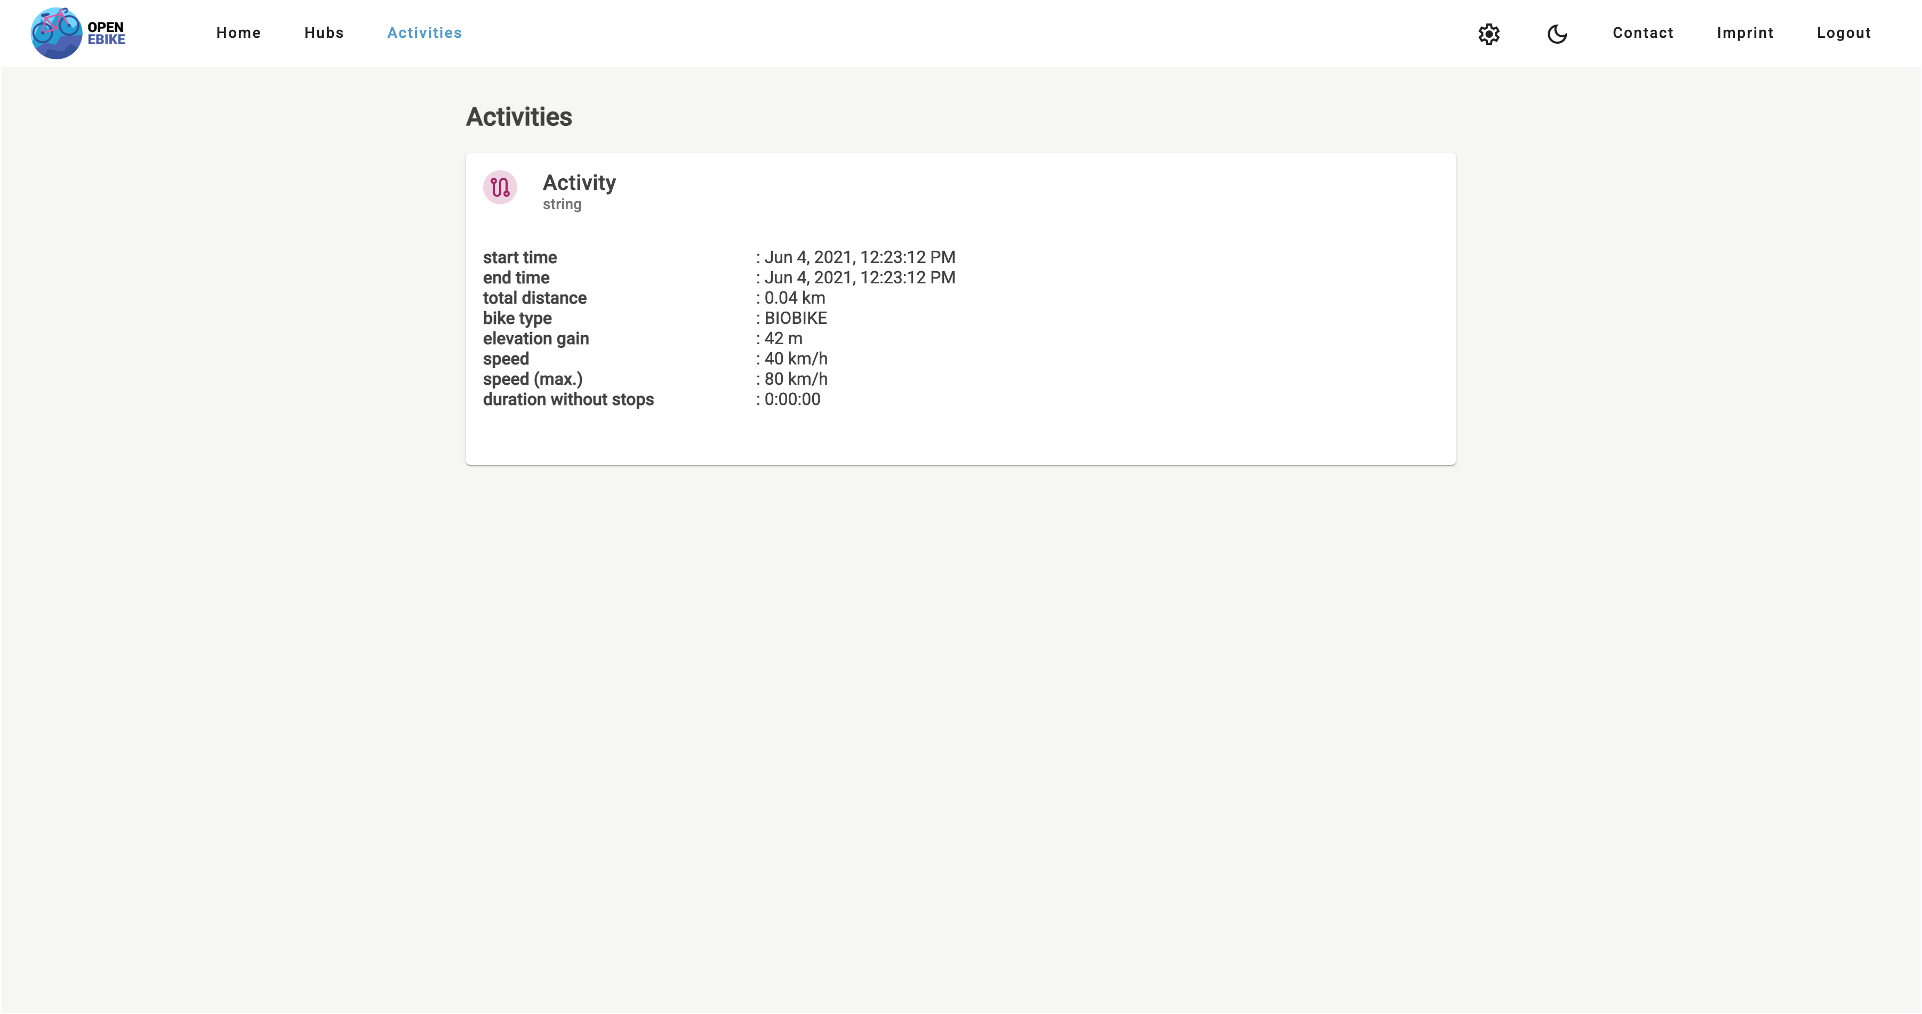 OPEN
EBIKE
Home Hubs Activities Contact Imprint Logout
Activities
Activity
string
start time : Jun 4, 2021, 12:23:12 PM
end time : Jun 4, 2021, 12:23:12 PM
total distance : 0.04 km
bike type : BIOBIKE
elevation gain : 42 m
speed : 40 km/h
speed (max.) : 80 km/h
duration without stops : 0:00:00